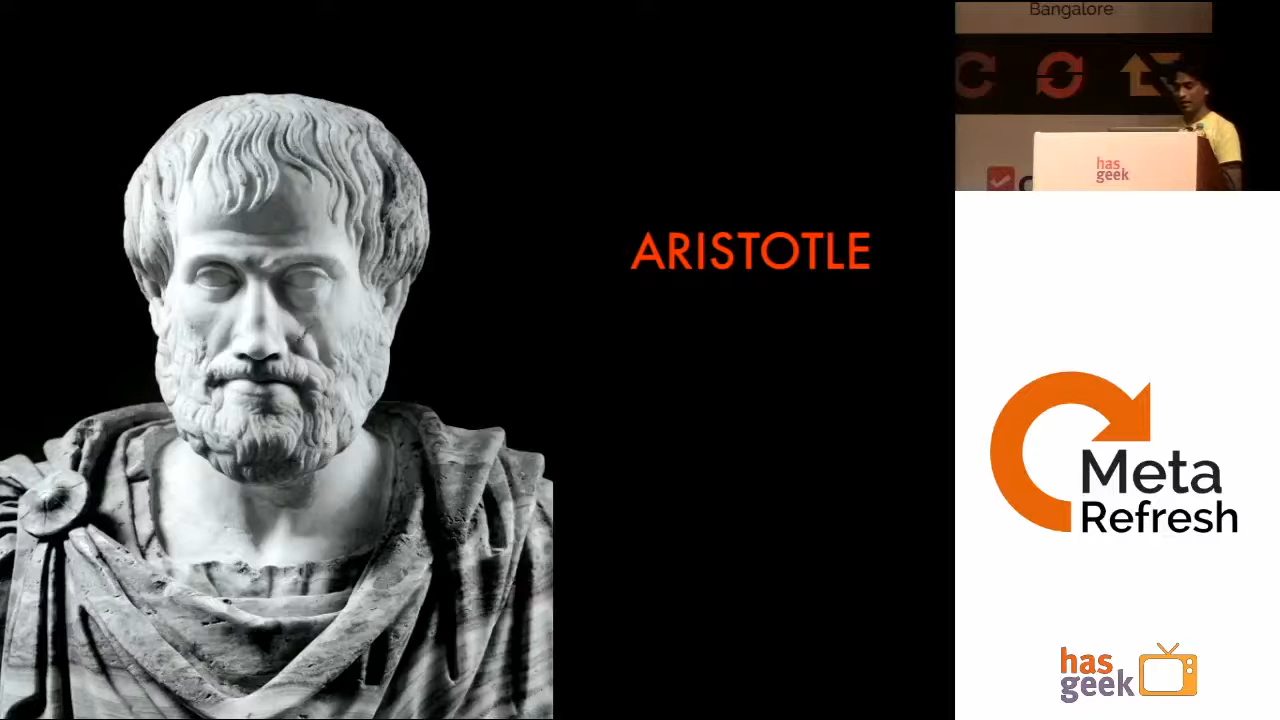 ARISTOTLE
Bangalore
has
geek
Meta
Refresh
has
geek